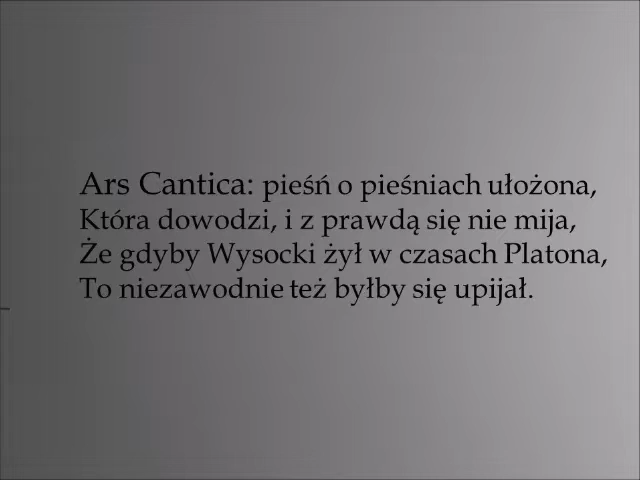 Ars Cantica: pieśń o pieśniach ułożona,
Która dowodzi, i z prawdą się nie mija,
Że gdyby Wysocki żył w czasach Platona,
To niezawodnie też byłby się upijał.